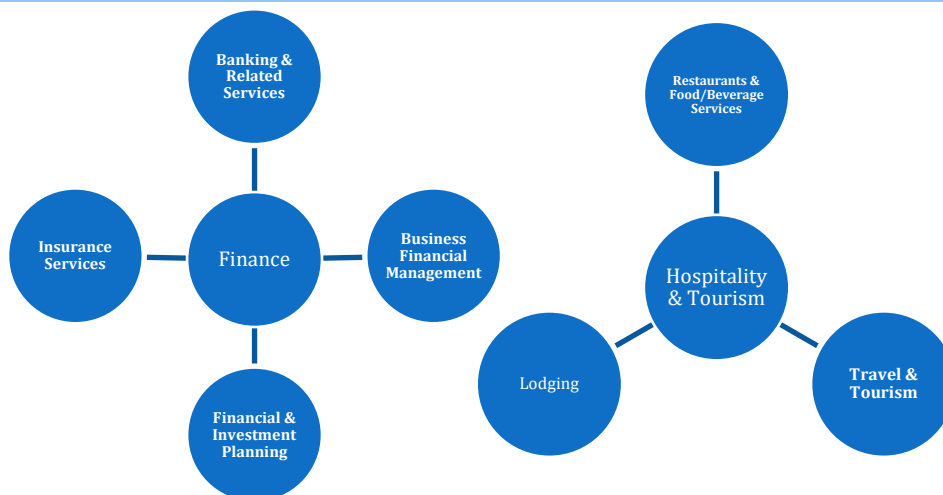 Banking &
Related
Services
Insurance
Services
Finance
Business
Financial
Management
Financial &
Investment
Planning
Restaurants &
Food/Beverage
Services
Hospitality
& Tourism
Lodging
Travel &
Tourism